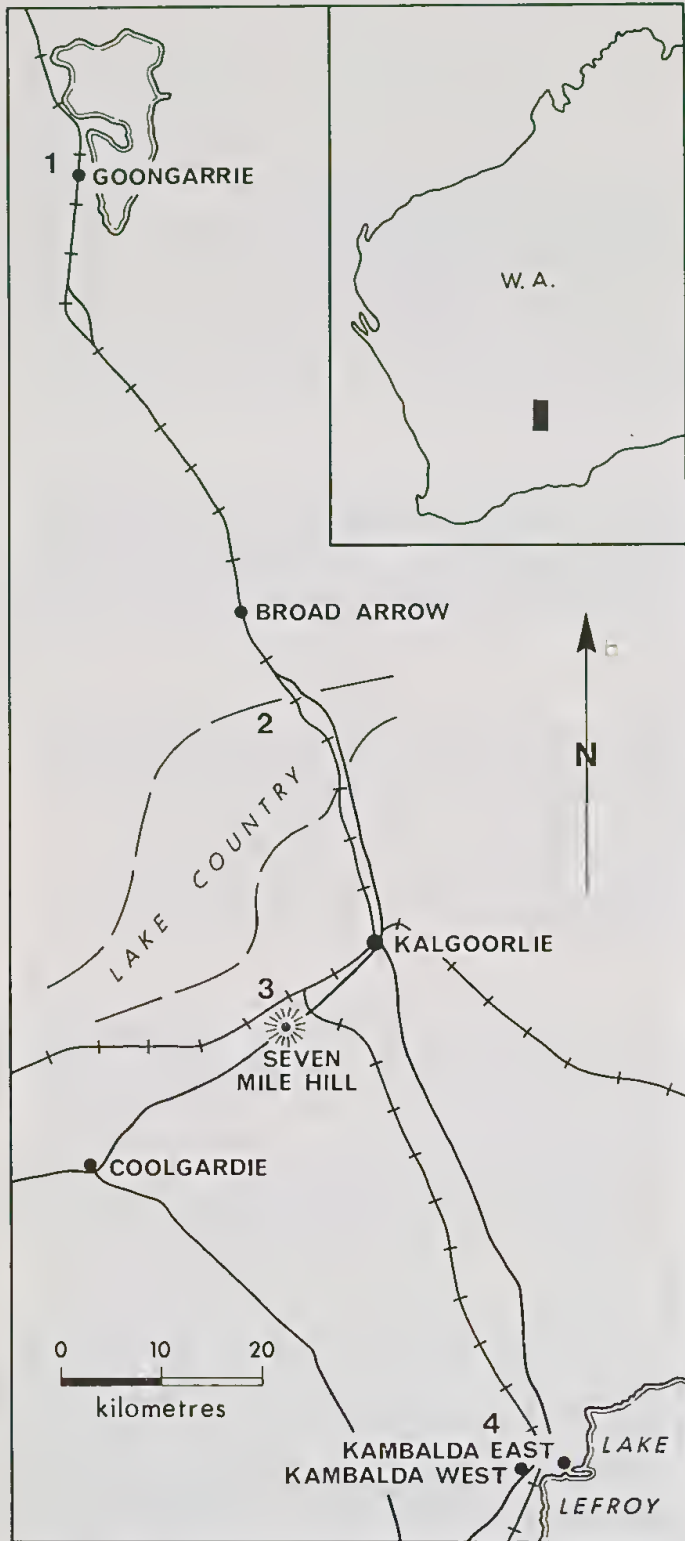 1
GOONGARRIE
W. A.
BROAD ARROW
2
N
LAKE COUNTRY
KALGOORLIE
3
SEVEN
MILE HILL
COOLGARDIE
0 10 20
kilometres
4
KAMBALDA EAST
KAMBALDA WEST
LAKE
LEFROY